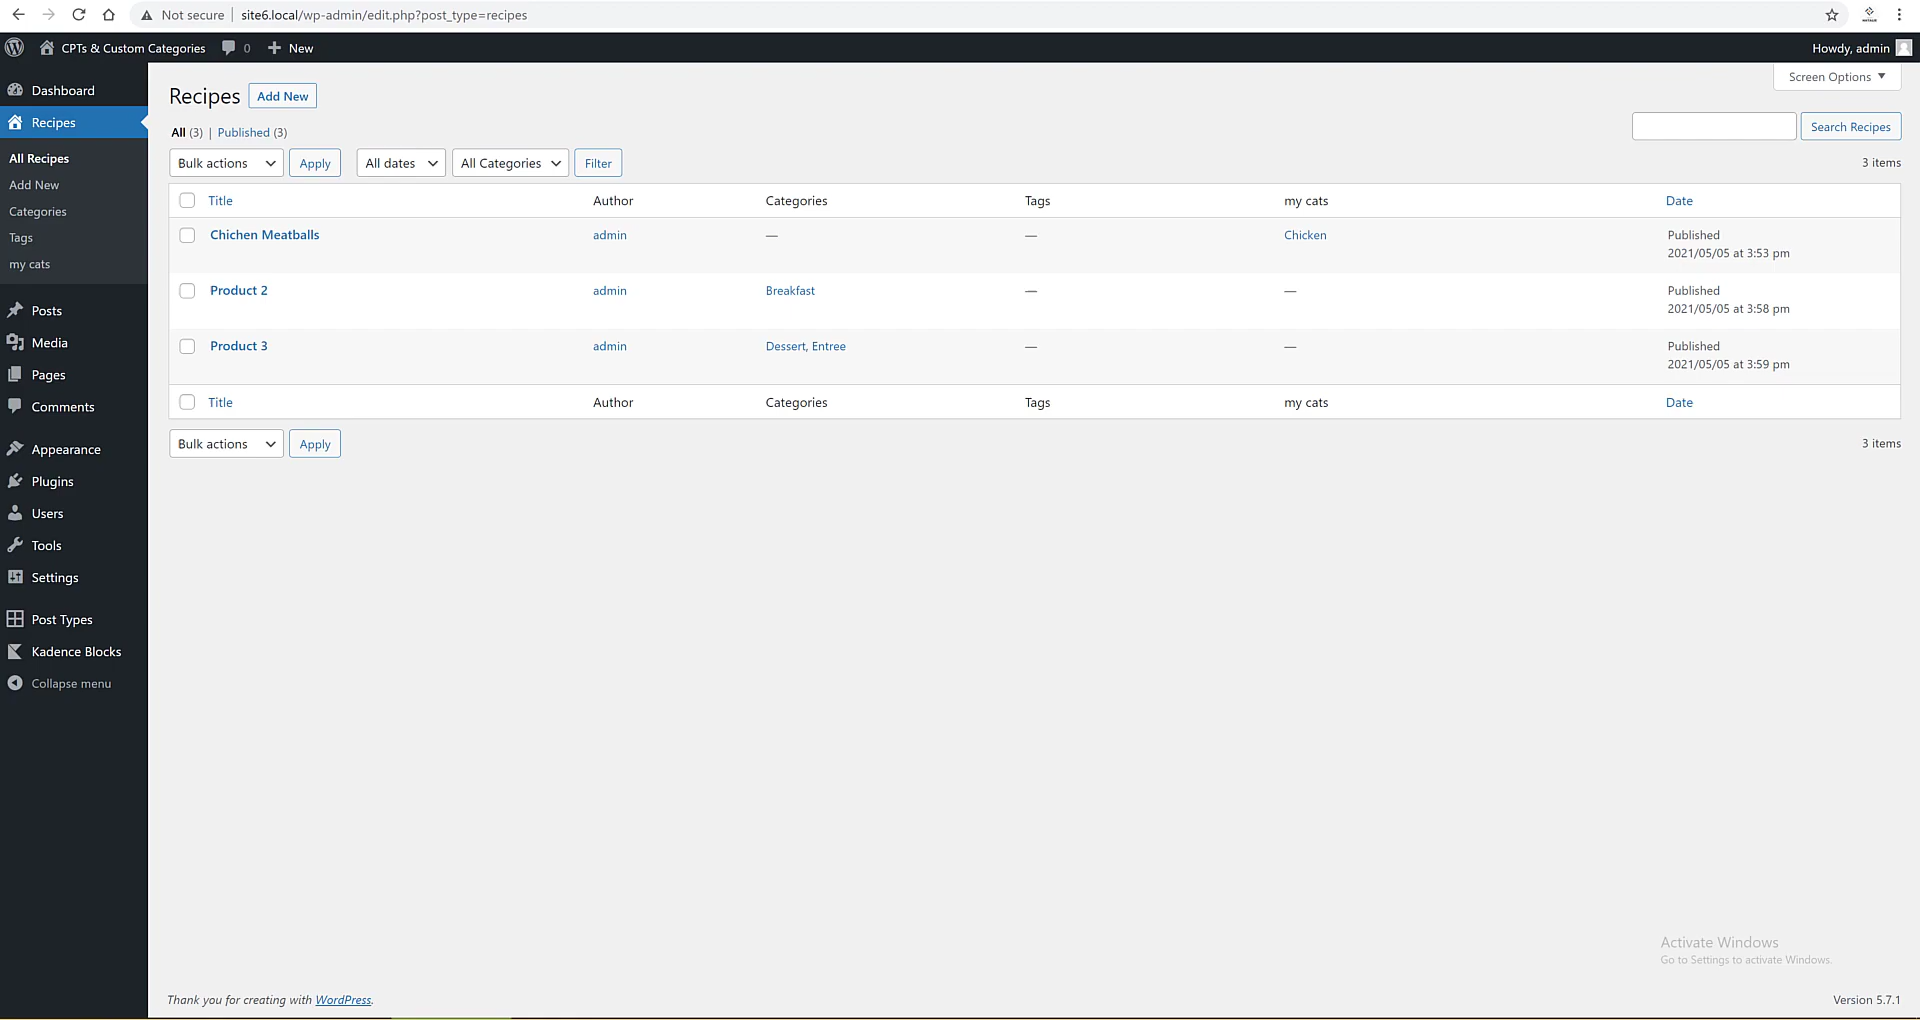 Not secure site6.local/wp-admin/edit.php?post_type=recipes
CPTs & Custom Categories 0 New Howdy, admin
Screen Options
Dashboard
Recipes
All Recipes
Add New
Categories
Tags
my cats
Posts
Media
Pages
Comments
Appearance
Plugins
Users
Tools
Settings
Post Types
Kadence Blocks
Collapse menu
Recipes Add New
All (3) | Published (3)
Search Recipes
Bulk actions Apply All dates All Categories Filter 3 items
Title Author Categories Tags my cats Date
Chichen Meatballs admin — — Chicken Published
2021/05/05 at 3:53 pm
Product 2 admin Breakfast — — Published
2021/05/05 at 3:58 pm
Product 3 admin Dessert, Entree — — Published
2021/05/05 at 3:59 pm
Title Author Categories Tags my cats Date
Bulk actions Apply 3 items
Activate Windows
Go to Settings to activate Windows.
Thank you for creating with WordPress. Version 5.7.1